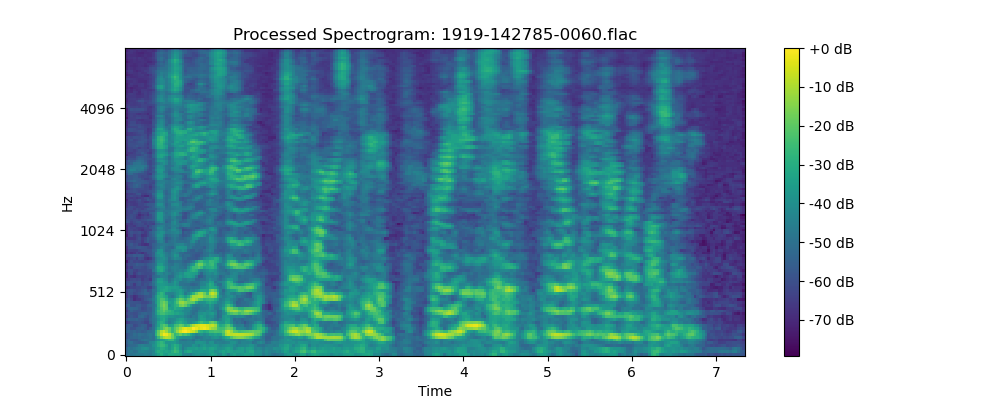 Processed Spectrogram: 1919-142785-0060.flac
+0 dB
-10 dB
-20 dB
-30 dB
-40 dB
-50 dB
-60 dB
-70 dB
4096
2048
1024
512
0
Hz
0 1 2 3 4 5 6 7
Time